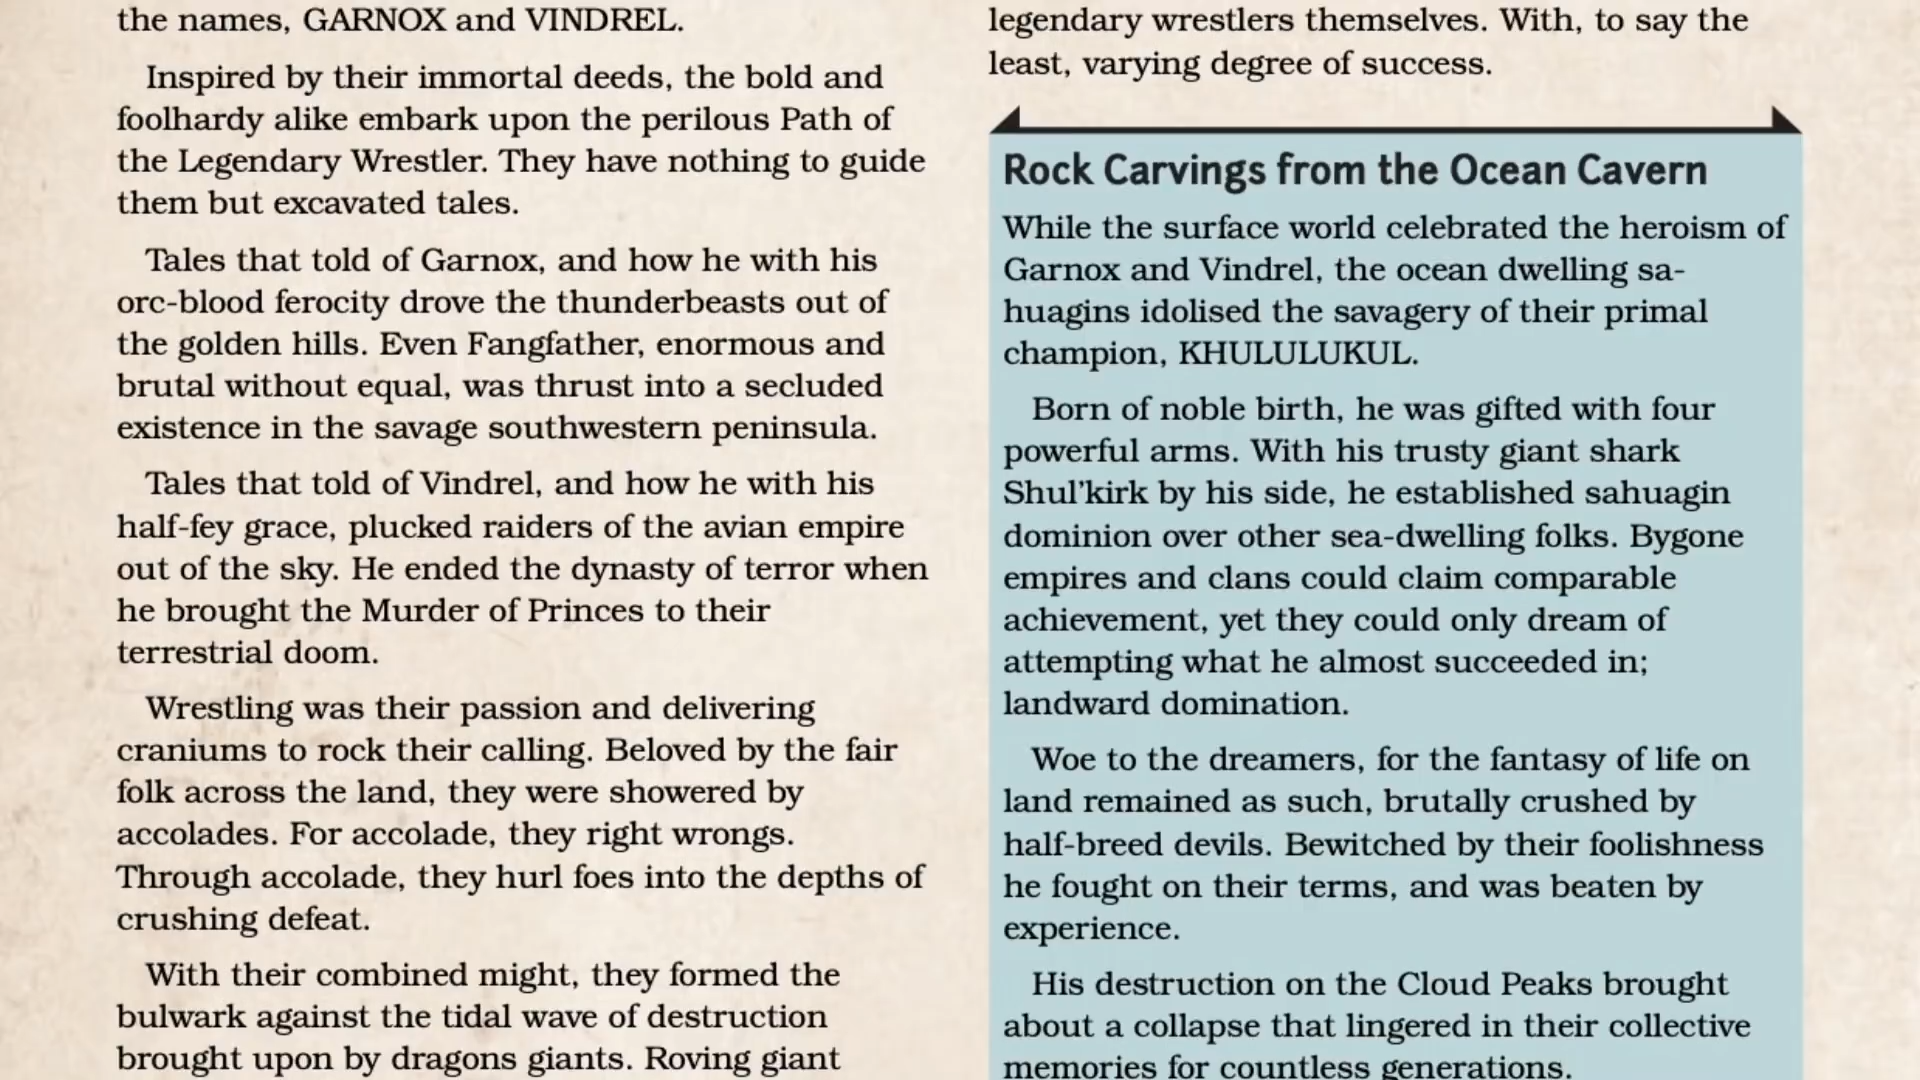 the names, GARNOX and VINDREL.
Inspired by their immortal deeds, the bold and
foolhardy alike embark upon the perilous Path of
the Legendary Wrestler. They have nothing to guide
them but excavated tales.
Tales that told of Garnox, and how he with his
orc-blood ferocity drove the thunderbeasts out of
the golden hills. Even Fangfather, enormous and
brutal without equal, was thrust into a secluded
existence in the savage southwestern peninsula.
Tales that told of Vindrel, and how he with his
half-fey grace, plucked raiders of the avian empire
out of the sky. He ended the dynasty of terror when
he brought the Murder of Princes to their
terrestrial doom.
Wrestling was their passion and delivering
craniums to rock their calling. Beloved by the fair
folk across the land, they were showered by
accolades. For accolade, they right wrongs.
Through accolade, they hurl foes into the depths of
crushing defeat.
With their combined might, they formed the
bulwark against the tidal wave of destruction
brought upon by dragons giants. Roving giant
legendary wrestlers themselves. With, to say the
least, varying degree of success.
Rock Carvings from the Ocean Cavern
While the surface world celebrated the heroism of
Garnox and Vindrel, the ocean dwelling sa-
huagins idolised the savagery of their primal
champion, KHULULUKUL.
Born of noble birth, he was gifted with four
powerful arms. With his trusty giant shark
Shul'kirk by his side, he established sahuagin
dominion over other sea-dwelling folks. Bygone
empires and clans could claim comparable
achievement, yet they could only dream of
attempting what he almost succeeded in;
landward domination.
Woe to the dreamers, for the fantasy of life on
land remained as such, brutally crushed by
half-breed devils. Bewitched by their foolishness
he fought on their terms, and was beaten by
experience.
His destruction on the Cloud Peaks brought
about a collapse that lingered in their collective
memories for countless generations.